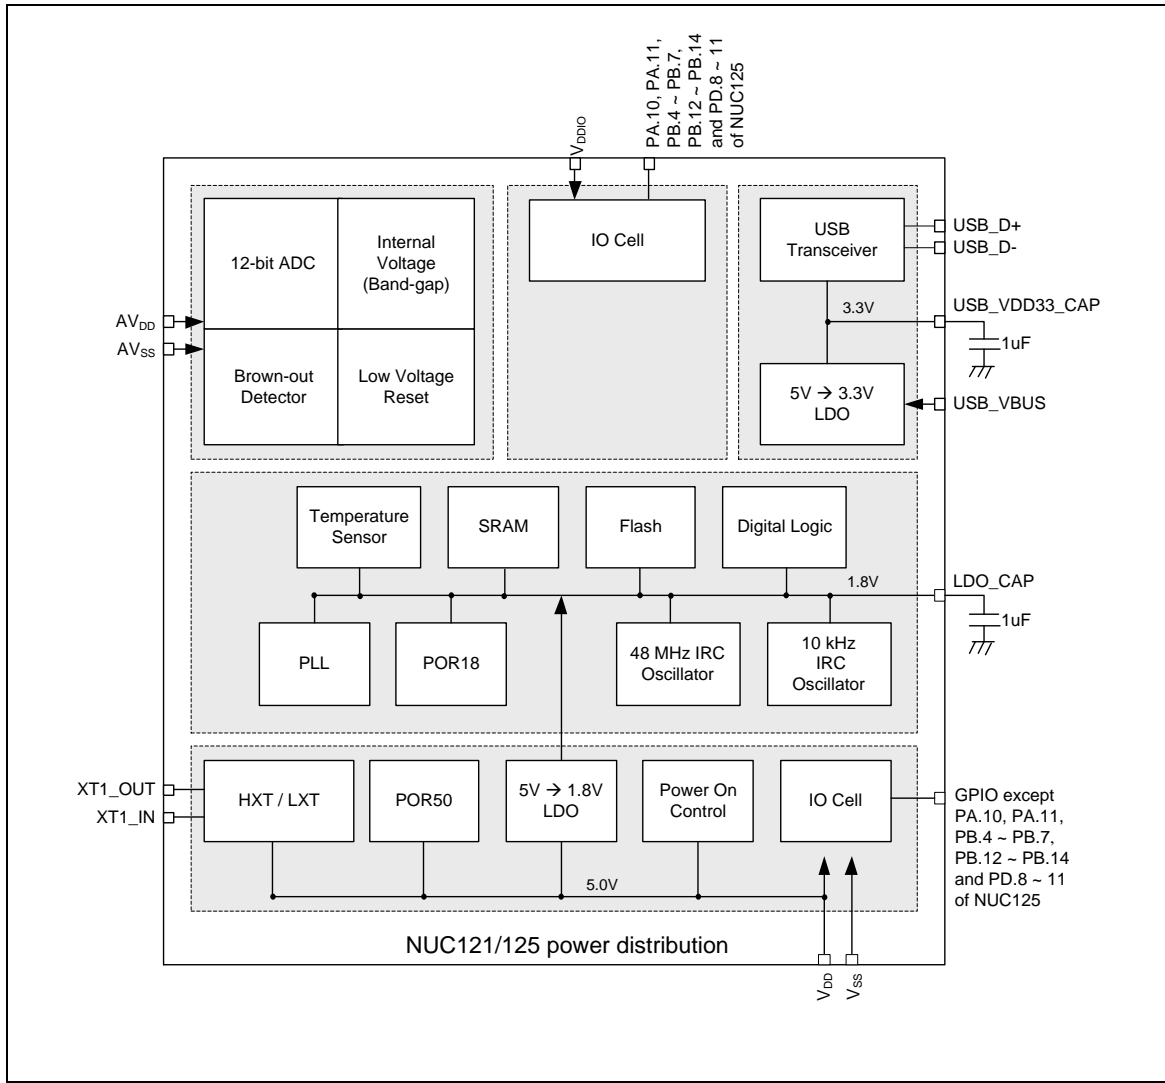 PA.10, PA.11,
PB.4 ~ PB.7,
PB.12 ~ PB.14
and PD.8 ~ 11
of NUC125
VDDIO
12-bit ADC
Internal
Voltage
(Band-gap)
Brown-out
Detector
Low Voltage
Reset
AVDD
AVSS
IO Cell
USB
Transceiver
USB_D+
USB_D-
3.3V
USB_VDD33_CAP
1uF
5V → 3.3V
LDO
USB_VBUS
Temperature
Sensor
SRAM
Flash
Digital Logic
1.8V
LDO_CAP
1uF
PLL
POR18
48 MHz IRC
Oscillator
10 kHz
IRC
Oscillator
XT1_OUT
XT1_IN
HXT / LXT
POR50
5V → 1.8V
LDO
Power On
Control
IO Cell
GPIO except
PA.10, PA.11,
PB.4 ~ PB.7,
PB.12 ~ PB.14
and PD.8 ~ 11
of NUC125
5.0V
NUC121/125 power distribution
VDD
VSS